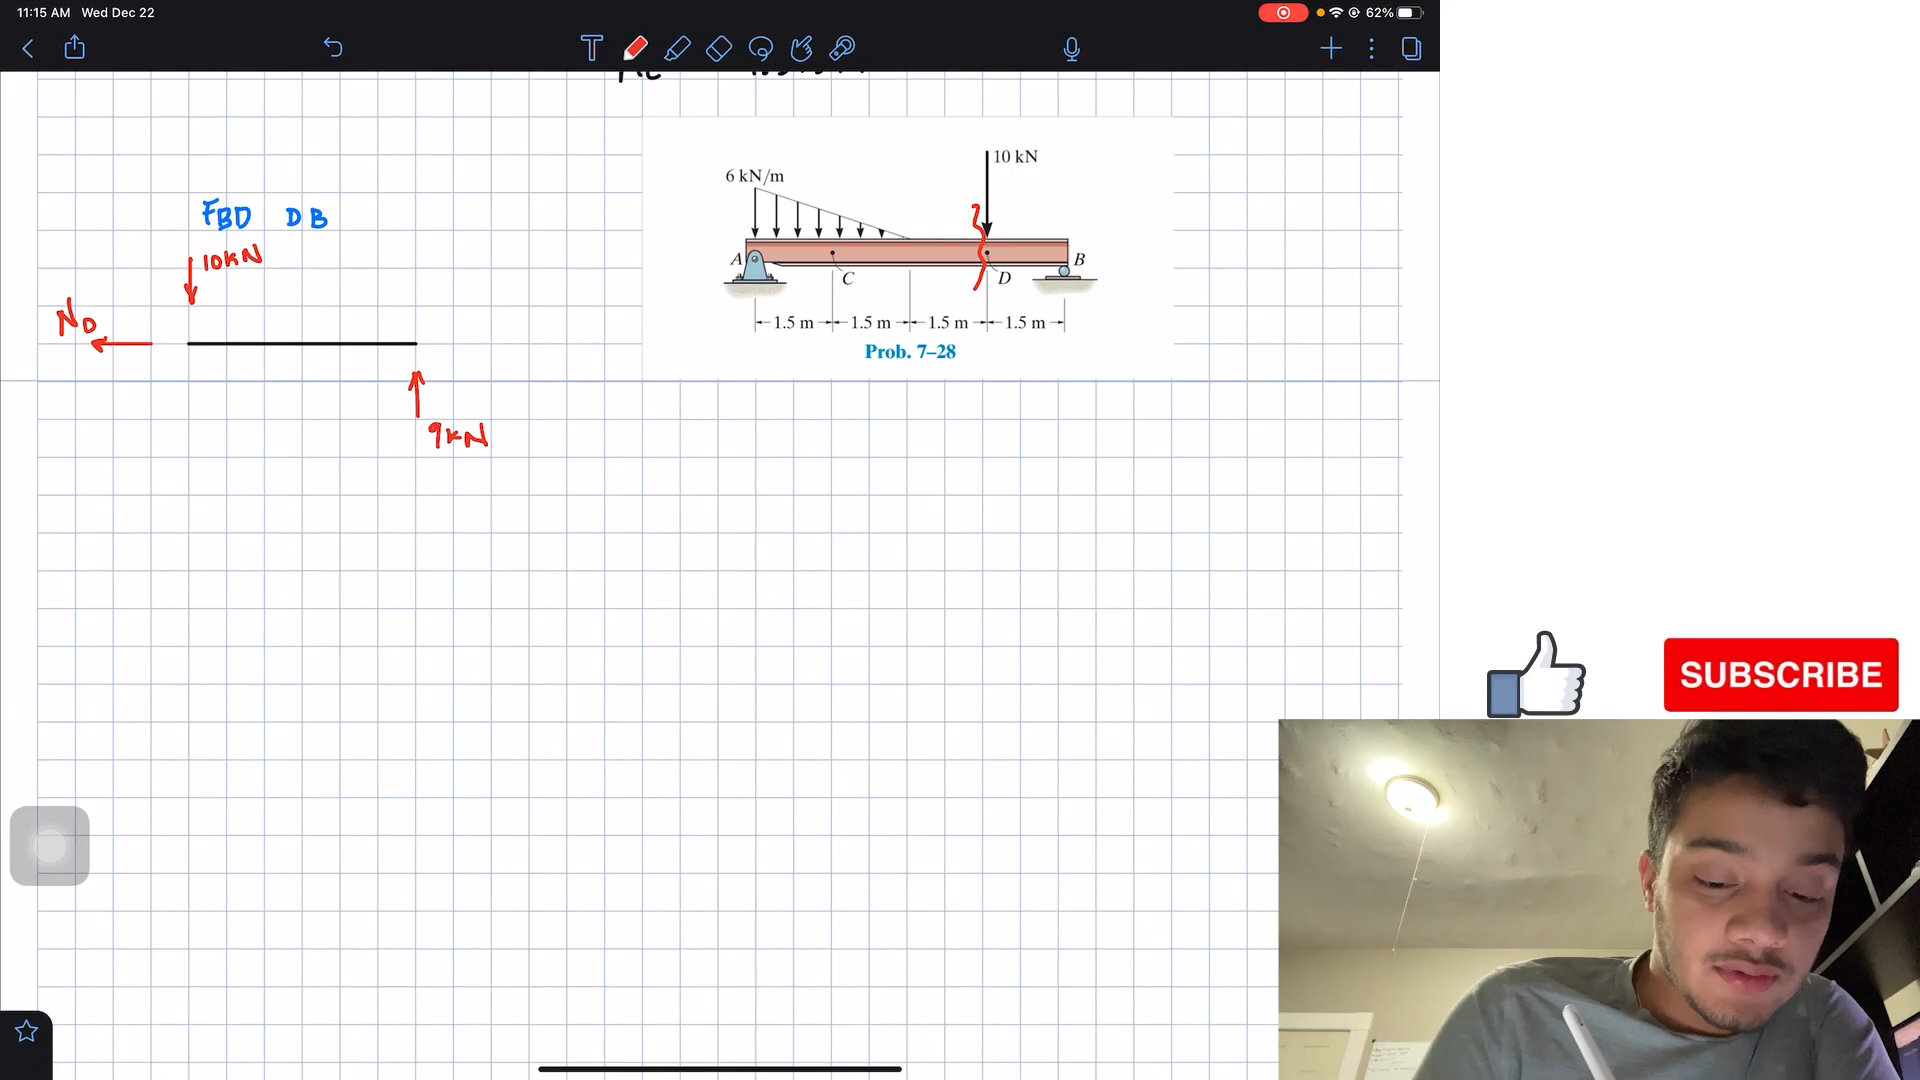 11:15 AM Wed Dec 22
62%
FBD DB
10KN
ND
9KN
6 kN/m
10 kN
A
C
D
B
1.5 m 1.5 m 1.5 m 1.5 m
Prob. 7–28
SUBSCRIBE